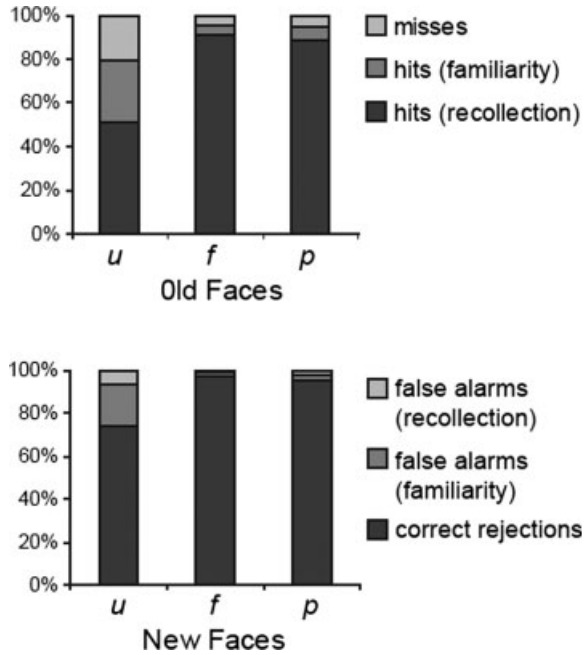 100%
80%
60%
40%
20%
0%
u f p
0ld Faces
misses
hits (familiarity)
hits (recollection)
100%
80%
60%
40%
20%
0%
u f p
New Faces
false alarms
(recollection)
false alarms
(familiarity)
correct rejections